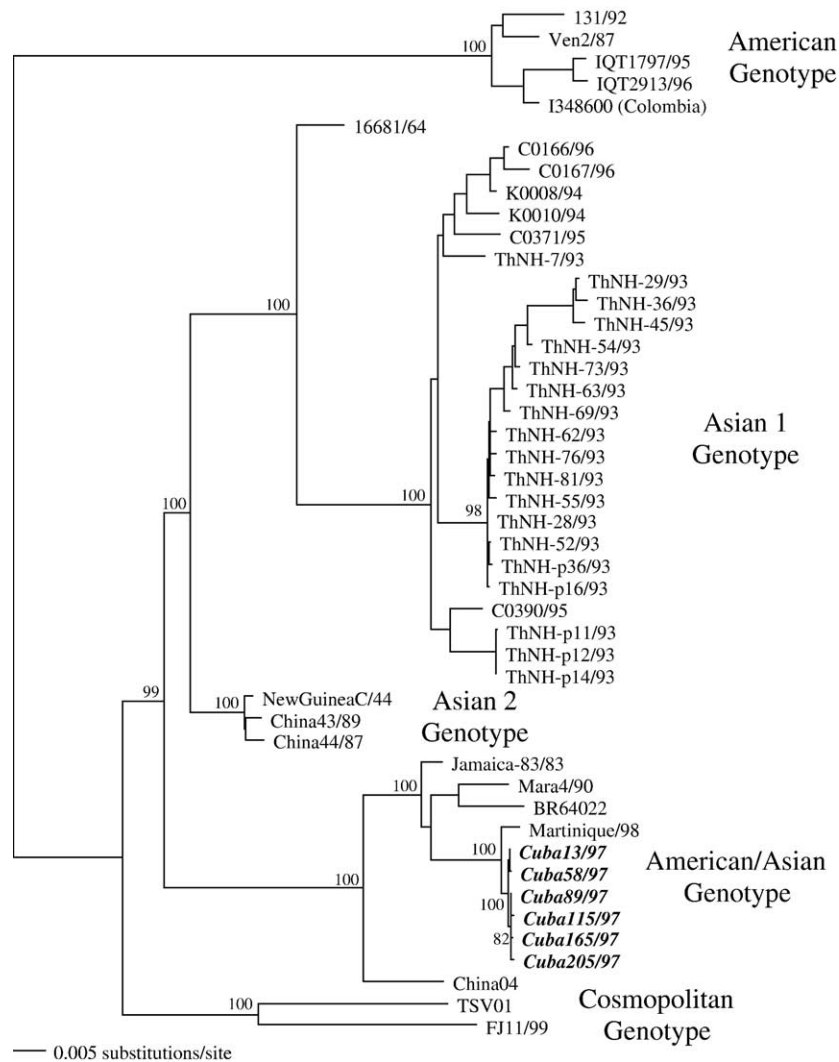 131/92
100
Ven2/87
American
Genotype
IQT1797/95
IQT2913/96
I348600 (Colombia)
16681/64
C0166/96
C0167/96
K0008/94
K0010/94
C0371/95
ThNH-7/93
100
ThNH-29/93
ThNH-36/93
ThNH-45/93
ThNH-54/93
ThNH-73/93
ThNH-63/93
ThNH-69/93
ThNH-62/93
ThNH-76/93
ThNH-81/93
ThNH-55/93
ThNH-28/93
ThNH-52/93
ThNH-p36/93
ThNH-p16/93
Asian 1
Genotype
100
98
100
C0390/95
ThNH-p11/93
ThNH-p12/93
ThNH-p14/93
99
100
NewGuineaC/44
China43/89
China44/87
Asian 2
Genotype
Jamaica-83/83
100
Mara4/90
BR64022
Martinique/98
100
Cuba13/97
Cuba58/97
Cuba89/97
100
Cuba115/97
82
Cuba165/97
Cuba205/97
American/Asian
Genotype
100
China04
100
TSV01
FJ11/99
Cosmopolitan
Genotype
0.005 substitutions/site